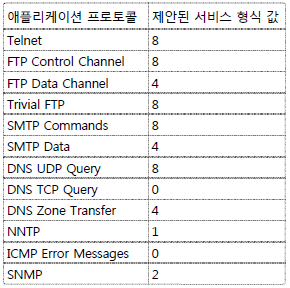 애플리케이션 프로토콜 제안된 서비스 형식 값
Telnet 8
FTP Control Channel 8
FTP Data Channel 4
Trivial FTP 8
SMTP Commands 8
SMTP Data 4
DNS UDP Query 8
DNS TCP Query 0
DNS Zone Transfer 4
NNTP 1
ICMP Error Messages 0
SNMP 2